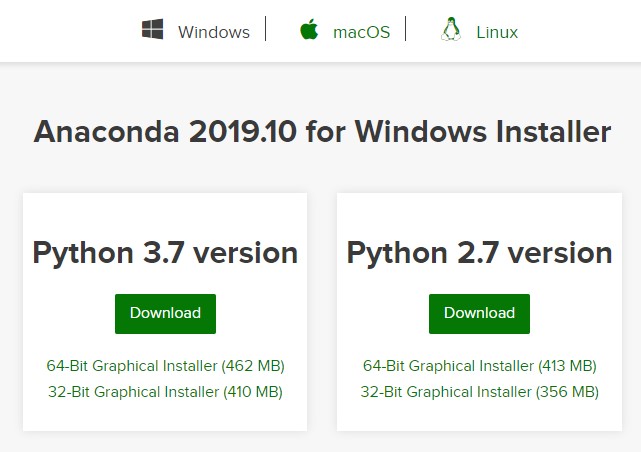 Windows | macOS | Linux
Anaconda 2019.10 for Windows Installer
Python 3.7 version
Download
64-Bit Graphical Installer (462 MB)
32-Bit Graphical Installer (410 MB)
Python 2.7 version
Download
64-Bit Graphical Installer (413 MB)
32-Bit Graphical Installer (356 MB)